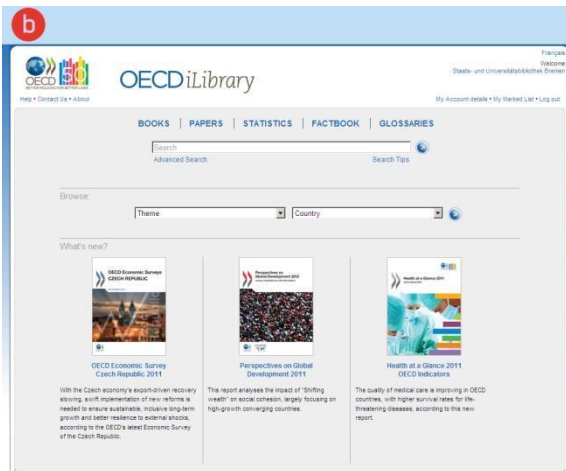 b
Français
Welcome
Staats- und Universitätsbibliothek Bremen
OECD 50
BETTER POLICIES FOR BETTER LIVES
OECD iLibrary
Help • Contact Us • About
My Account details • My Marked List • Log out
BOOKS | PAPERS | STATISTICS | FACTBOOK | GLOSSARIES
Search
Advanced Search
Search Tips
Browse:
Theme
Country
What's new?
OECD Economic Surveys
CZECH REPUBLIC
Perspectives on
Global Development 2012
Health at a Glance 2011
OECD Economic Survey
Czech Republic 2011
With the Czech economy's export-driven recovery
slowing, swift implementation of new reforms is
needed to ensure sustainable, inclusive long-term
growth and better resilience to external shocks,
according to the OECD's latest Economic Survey
of the Czech Republic.
Perspectives on Global
Development 2011
This report analyses the impact of "Shifting
wealth" on social cohesion, largely focusing on
high-growth converging countries.
Health at a Glance 2011
OECD Indicators
The quality of medical care is improving in OECD
countries, with higher survival rates for life-
threatening diseases, according to this new
report.